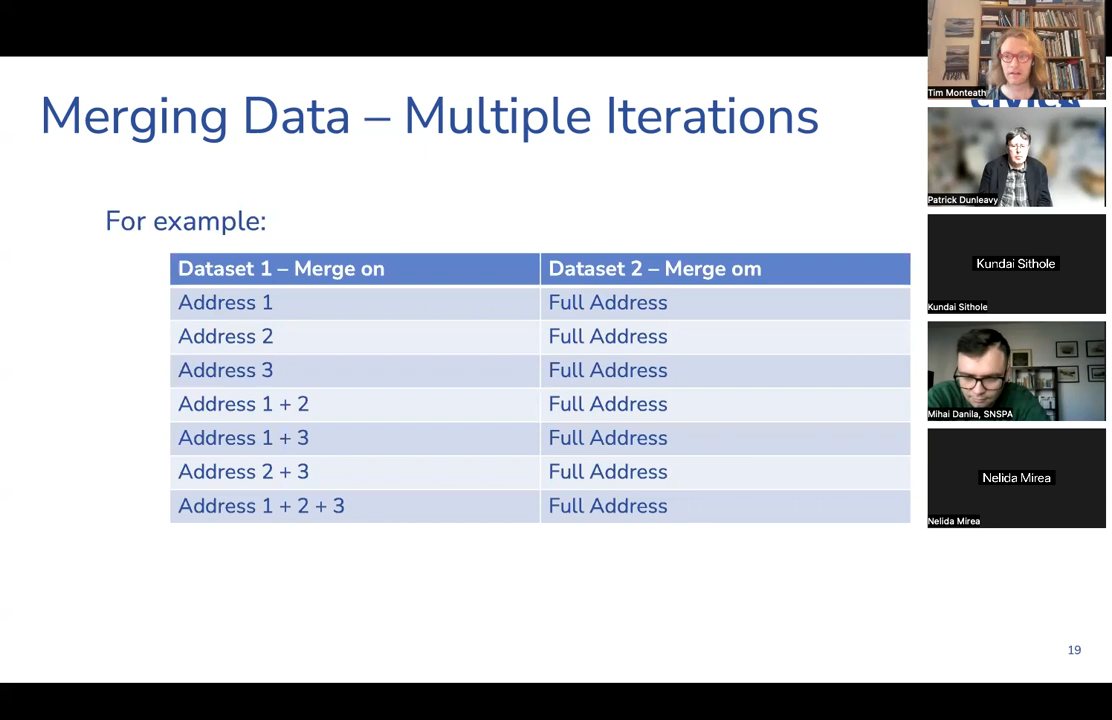 Merging Data – Multiple Iterations
For example:
Dataset 1 – Merge on Dataset 2 – Merge om
Address 1 Full Address
Address 2 Full Address
Address 3 Full Address
Address 1 + 2 Full Address
Address 1 + 3 Full Address
Address 2 + 3 Full Address
Address 1 + 2 + 3 Full Address
19
Tim Monteath
CIVICA
Patrick Dunleavy
Kundai Sithole
Kundai Sithole
Mihai Danila, SNSPA
Nelida Mirea
Nelida Mirea